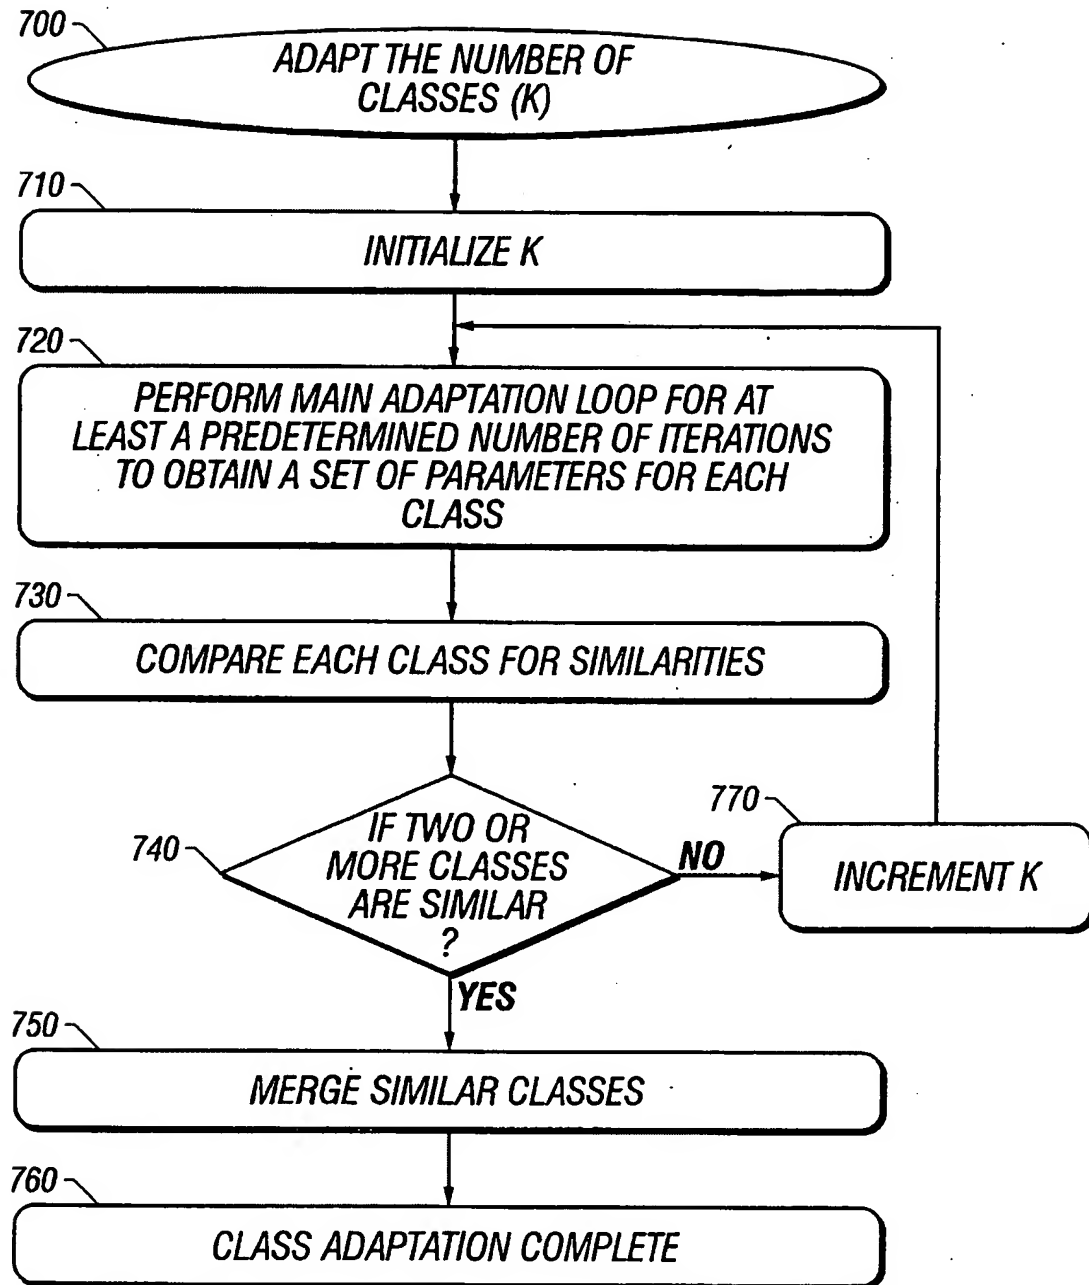 700
ADAPT THE NUMBER OF
CLASSES (K)
710
INITIALIZE K
720
PERFORM MAIN ADAPTATION LOOP FOR AT
LEAST A PREDETERMINED NUMBER OF ITERATIONS
TO OBTAIN A SET OF PARAMETERS FOR EACH
CLASS
730
COMPARE EACH CLASS FOR SIMILARITIES
740
IF TWO OR
MORE CLASSES
ARE SIMILAR
?
NO
770
INCREMENT K
YES
750
MERGE SIMILAR CLASSES
760
CLASS ADAPTATION COMPLETE